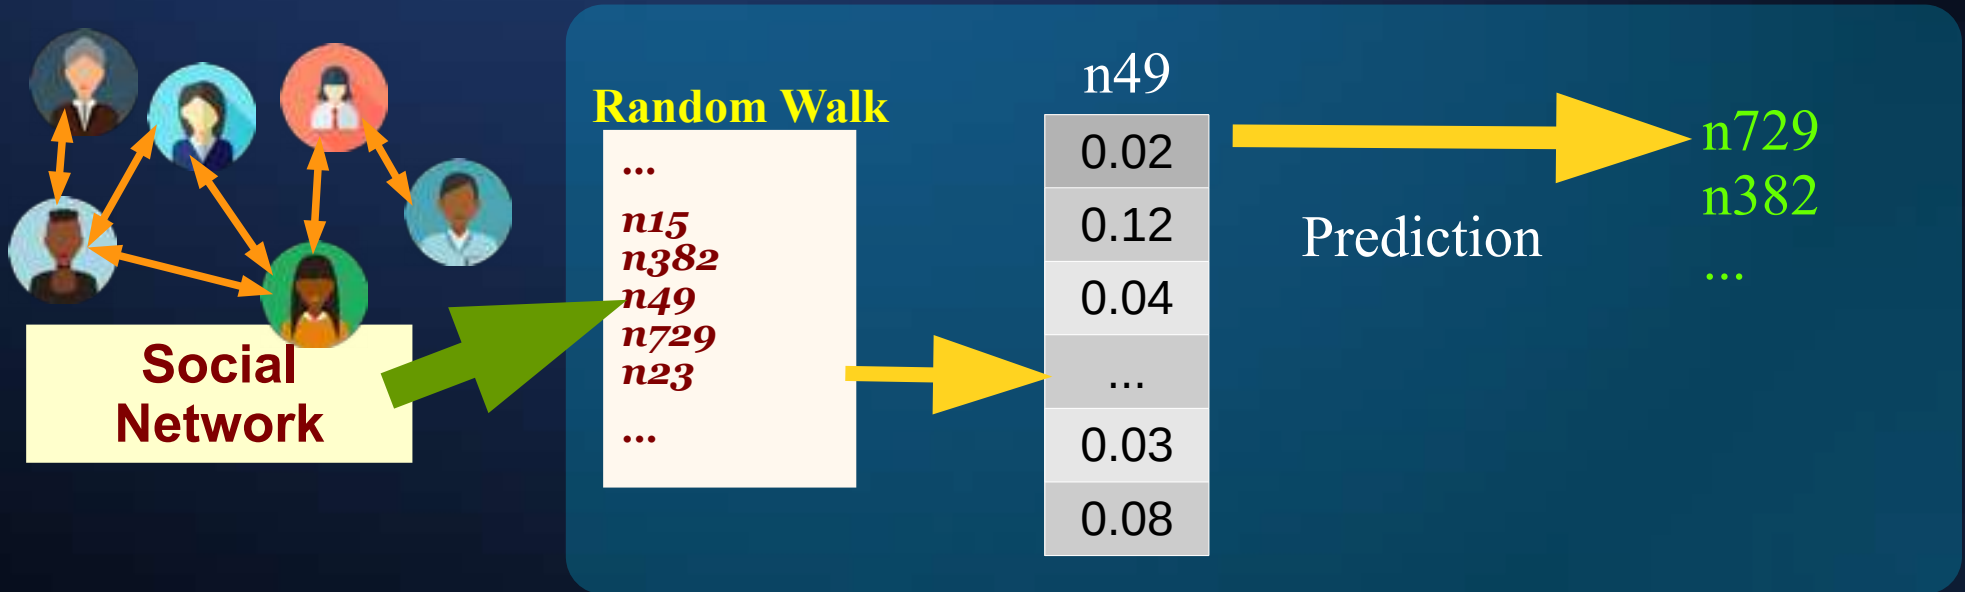 Social
Network
Random Walk
...
n15
n382
n49
n729
n23
...
n49
0.02
0.12
0.04
...
0.03
0.08
Prediction
n729
n382
...